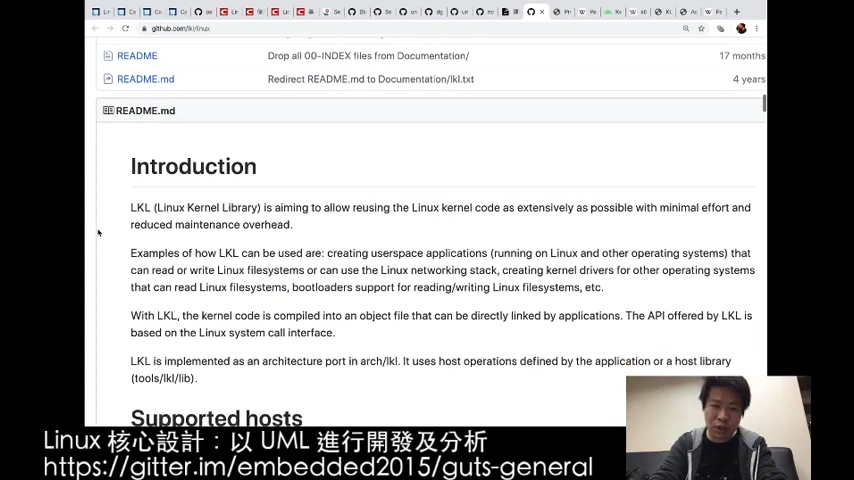 github.com/lkl/linux
README
Drop all 00-INDEX files from Documentation/
17 months
README.md
Redirect README.md to Documentation/lkl.txt
4 years
README.md
Introduction
LKL (Linux Kernel Library) is aiming to allow reusing the Linux kernel code as extensively as possible with minimal effort and
reduced maintenance overhead.
Examples of how LKL can be used are: creating userspace applications (running on Linux and other operating systems) that
can read or write Linux filesystems or can use the Linux networking stack, creating kernel drivers for other operating systems
that can read Linux filesystems, bootloaders support for reading/writing Linux filesystems, etc.
With LKL, the kernel code is compiled into an object file that can be directly linked by applications. The API offered by LKL is
based on the Linux system call interface.
LKL is implemented as an architecture port in arch/lkl. It uses host operations defined by the application or a host library
(tools/lkl/lib).
Supported hosts
Linux 核心設計：以 UML 進行開發及分析
https://gitter.im/embedded2015/guts-general